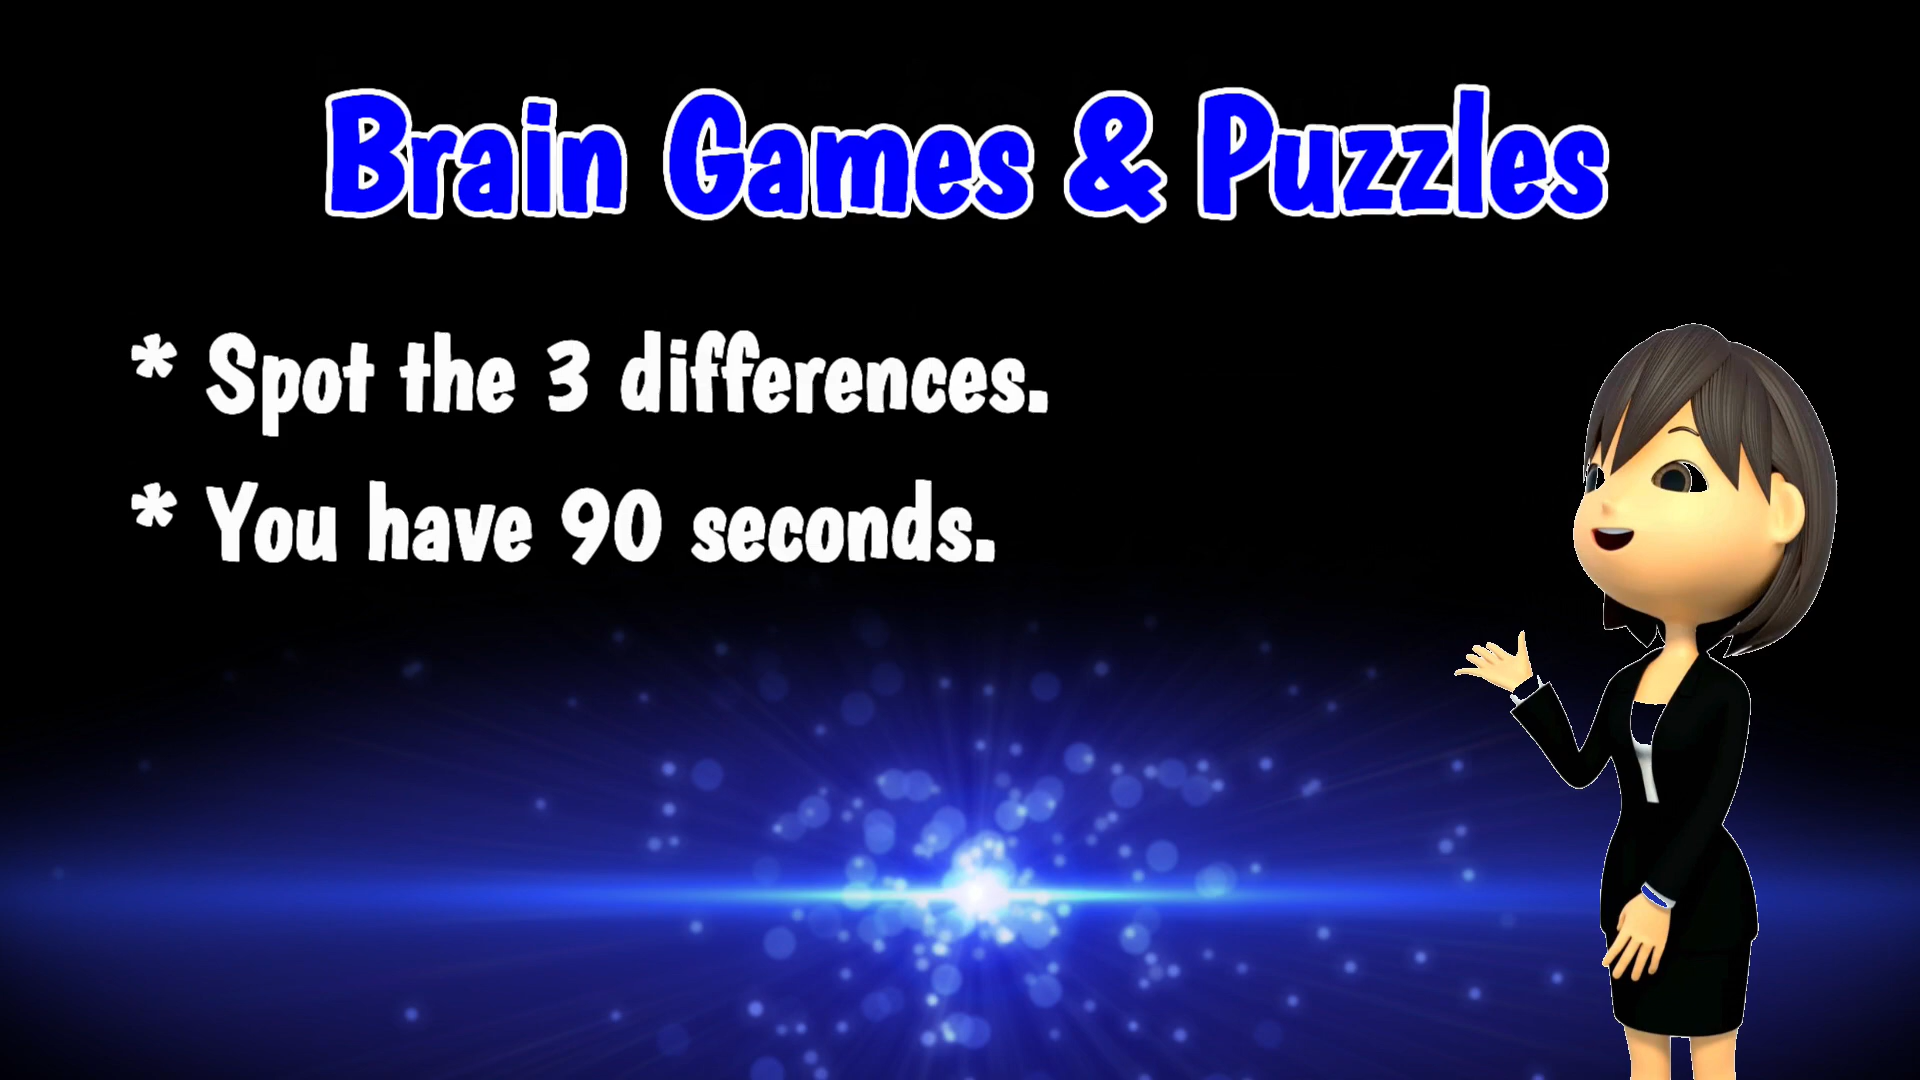 Brain Games & Puzzles
* Spot the 3 differences.
* You have 90 seconds.